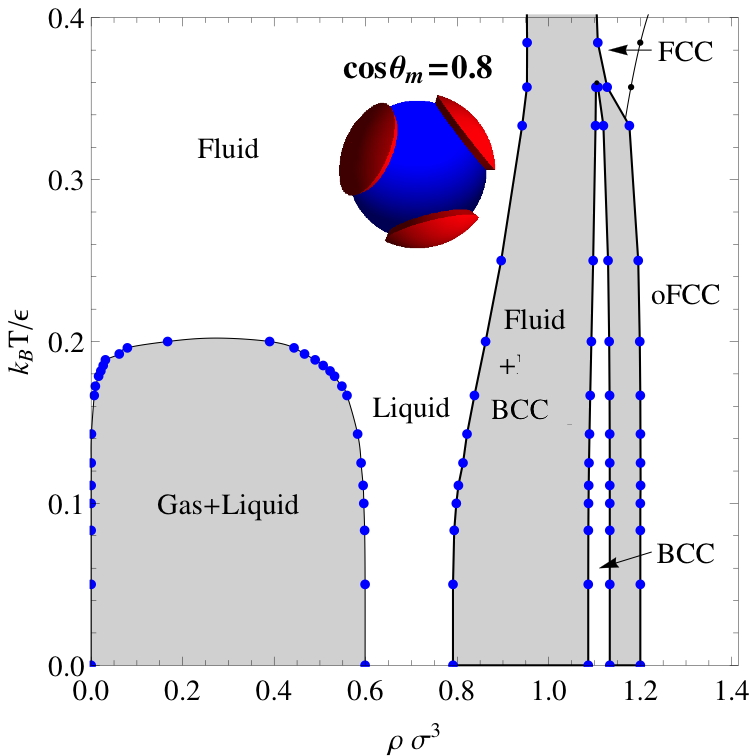 0.4
0.3
0.2
0.1
0.0
k_BT/ϵ
cosθ_m=0.8
FCC
Fluid
oFCC
Fluid
+
Liquid
BCC
Gas+Liquid
BCC
0.0 0.2 0.4 0.6 0.8 1.0 1.2 1.4
ρ σ³